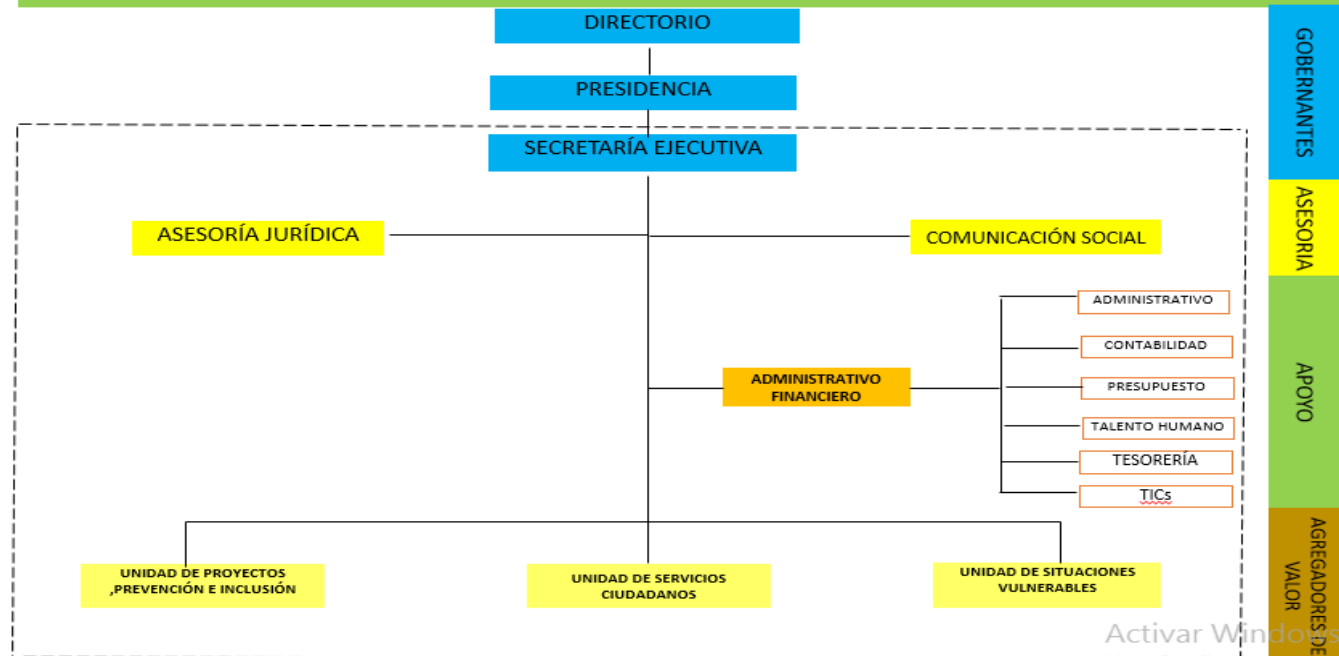 DIRECTORIO
PRESIDENCIA
SECRETARÍA EJECUTIVA
ASESORÍA JURÍDICA
COMUNICACIÓN SOCIAL
ADMINISTRATIVO
CONTABILIDAD
ADMINISTRATIVO
FINANCIERO
PRESUPUESTO
TALENTO HUMANO
TESORERÍA
TICs
UNIDAD DE PROYECTOS
,PREVENCIÓN E INCLUSIÓN
UNIDAD DE SERVICIOS
CIUDADANOS
UNIDAD DE SITUACIONES
VULNERABLES
GOBERNANTES
ASESORIA
APOYO
AGREGADORES DE
VALOR
Activar Windows